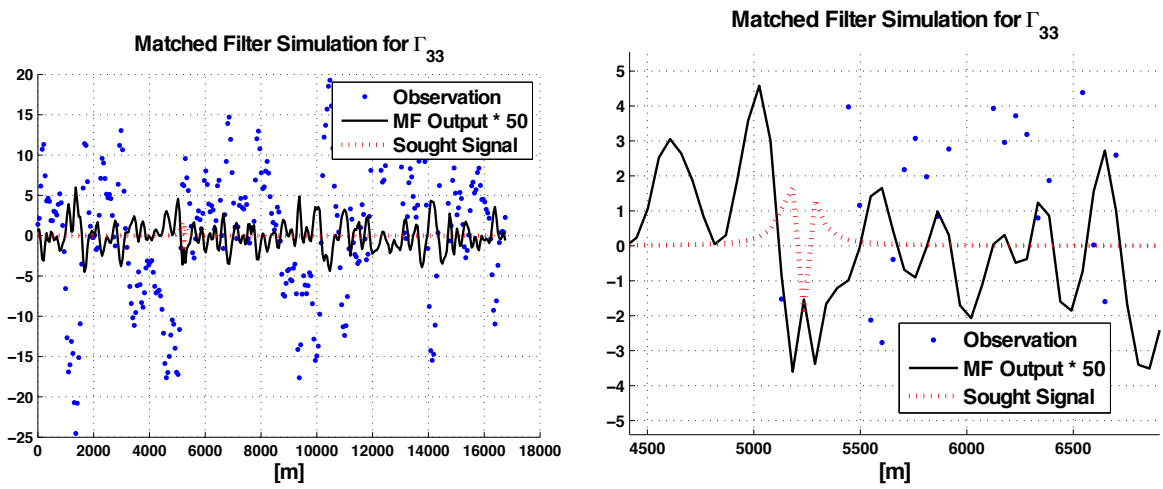 Matched Filter Simulation for Γ33
20
15
10
5
0
−5
−10
−15
−20
−25
0 2000 4000 6000 8000 10000 12000 14000 16000 18000
[m]
Observation
MF Output * 50
Sought Signal
Matched Filter Simulation for Γ33
5
4
3
2
1
0
−1
−2
−3
−4
−5
4500 5000 5500 6000 6500
[m]
Observation
MF Output * 50
Sought Signal